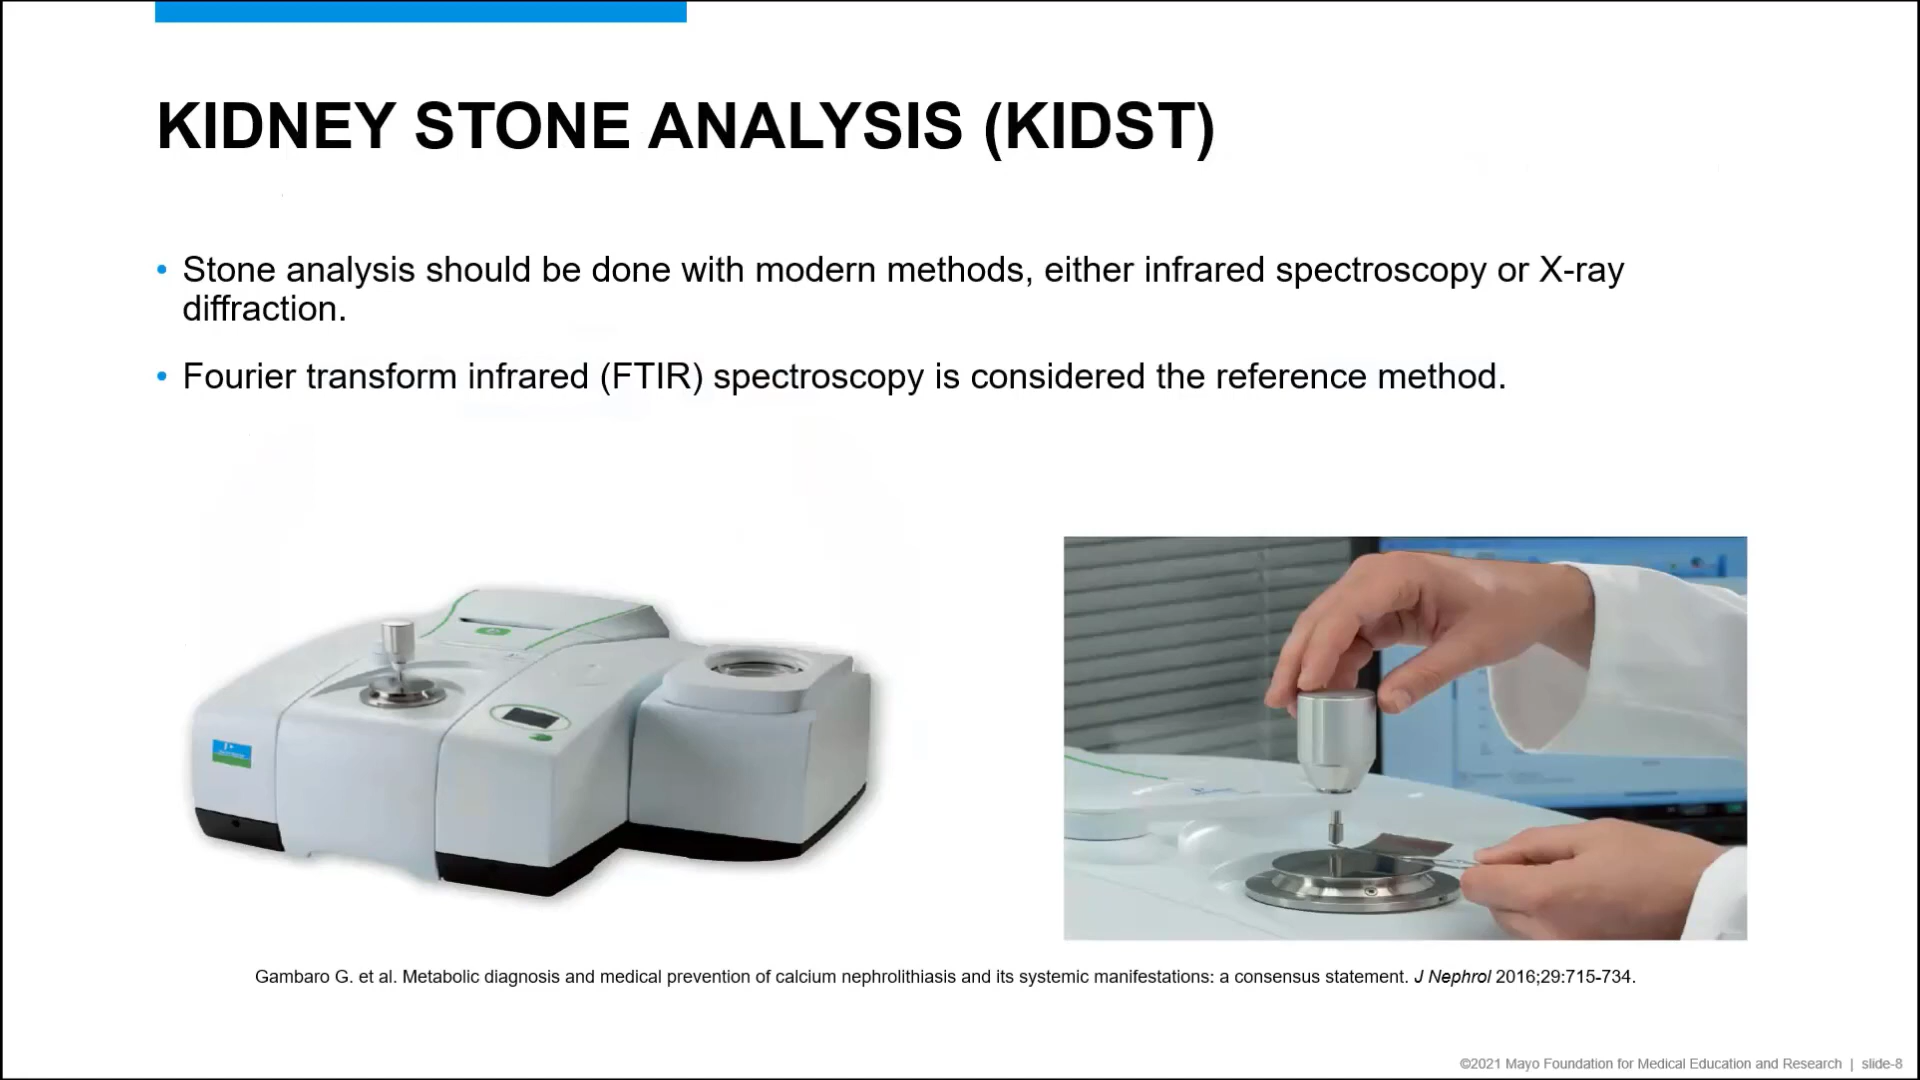 KIDNEY STONE ANALYSIS (KIDST)
• Stone analysis should be done with modern methods, either infrared spectroscopy or X-ray
diffraction.
• Fourier transform infrared (FTIR) spectroscopy is considered the reference method.
Gambaro G. et al. Metabolic diagnosis and medical prevention of calcium nephrolithiasis and its systemic manifestations: a consensus statement. J Nephrol 2016;29:715-734.
©2021 Mayo Foundation for Medical Education and Research | slide-8